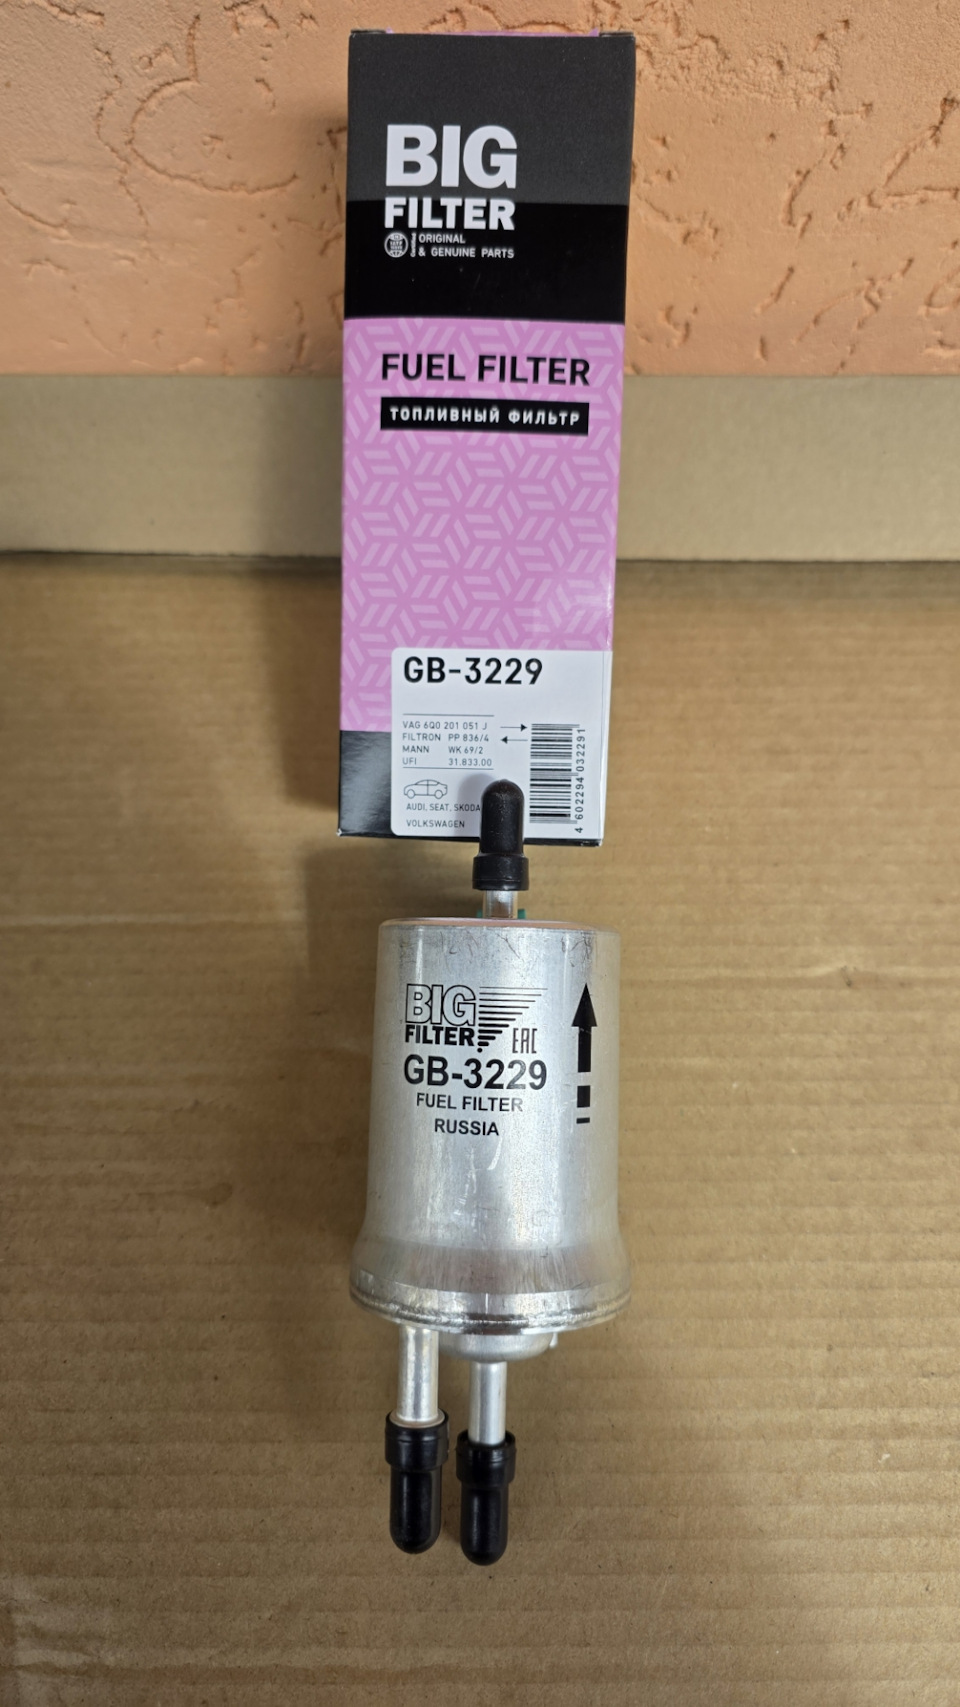 BIG
FILTER
ORIGINAL
& GENUINE PARTS
FUEL FILTER
ТОПЛИВНЫЙ ФИЛЬТР
GB-3229
VAG 6Q0 201 051 J
FILTRON PP 836/4
MANN WK 69/2
UFI 31.833.00
AUDI, SEAT, SKODA
VOLKSWAGEN
4 602294 032291
BIG
FILTER
EAC
GB-3229
FUEL FILTER
RUSSIA